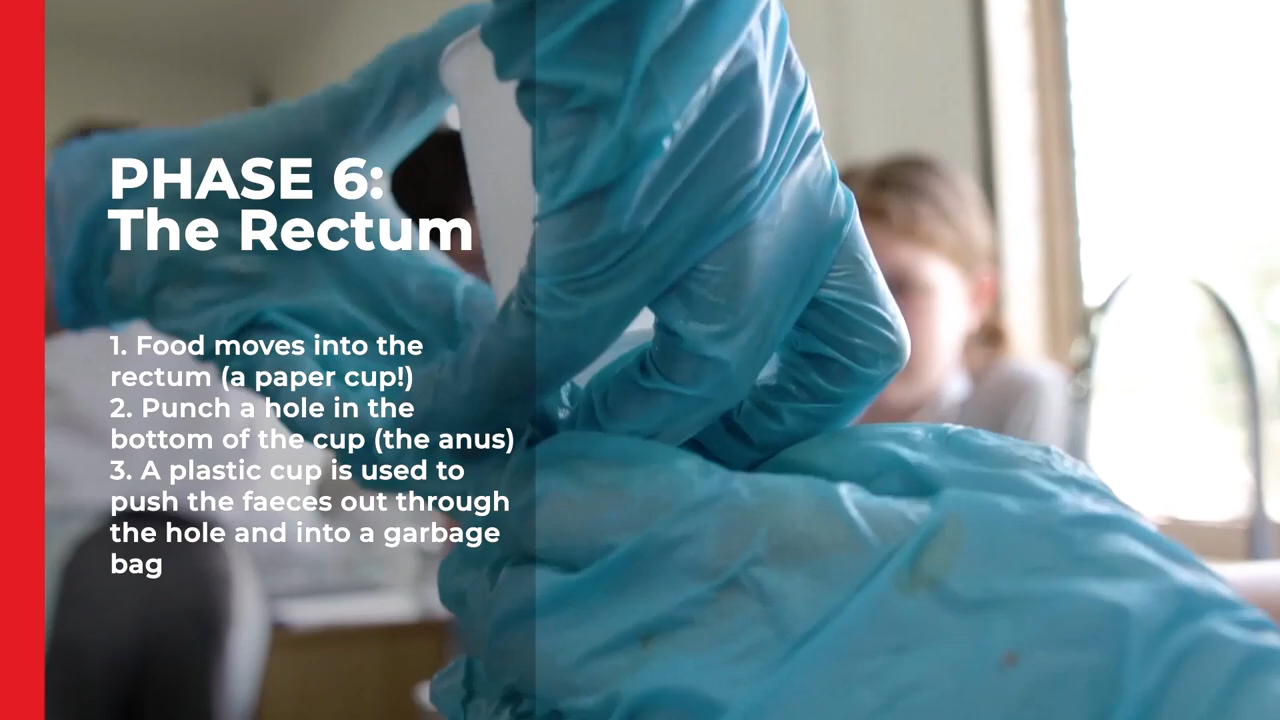 PHASE 6:
The Rectum
1. Food moves into the
rectum (a paper cup!)
2. Punch a hole in the
bottom of the cup (the anus)
3. A plastic cup is used to
push the faeces out through
the hole and into a garbage
bag